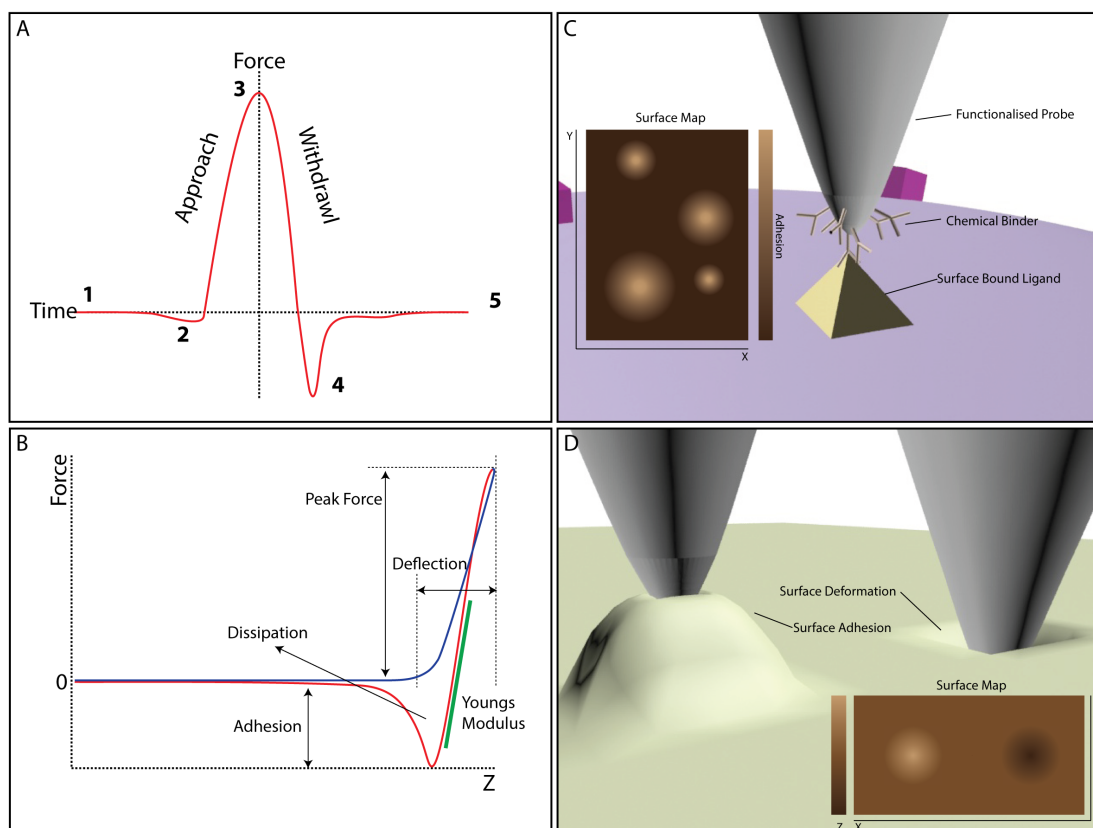 A
Force
3
Approach
Withdrawl
Time
1
2
4
5
B
Force
Peak Force
Deflection
Dissipation
0
Youngs
Modulus
Adhesion
Z
C
Surface Map
Y
Adhesion
X
Functionalised Probe
Chemical Binder
Surface Bound Ligand
D
Surface Deformation
Surface Adhesion
Surface Map
Z
X